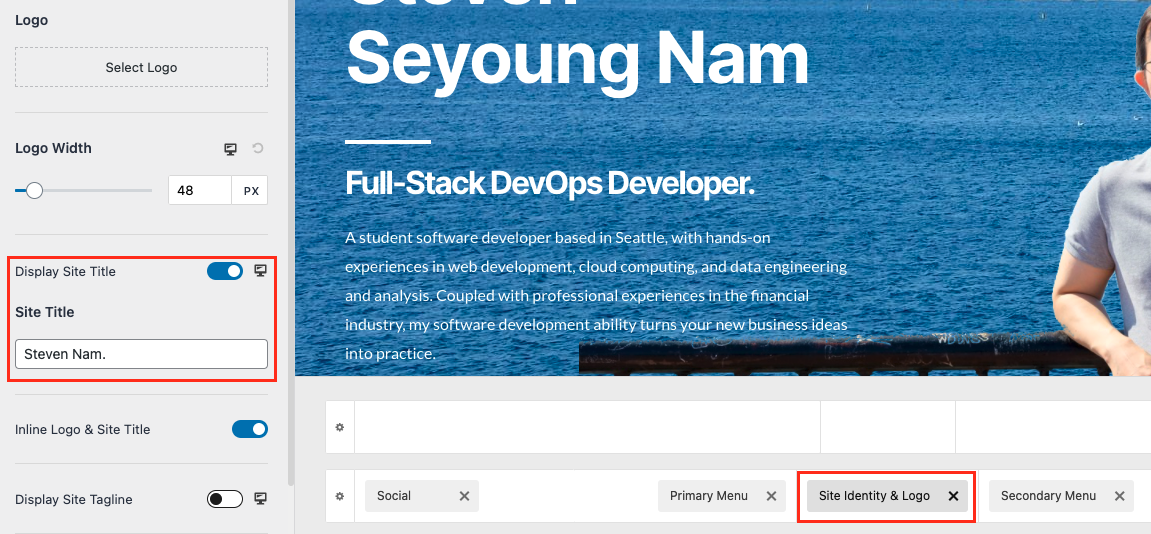 Logo
Select Logo
Logo Width
48 PX
Display Site Title
Site Title
Steven Nam.
Inline Logo & Site Title
Display Site Tagline
Steven
Seyoung Nam
Full-Stack DevOps Developer.
A student software developer based in Seattle, with hands-on
experiences in web development, cloud computing, and data engineering
and analysis. Coupled with professional experiences in the financial
industry, my software development ability turns your new business ideas
into practice.
Social
Primary Menu
Site Identity & Logo
Secondary Menu